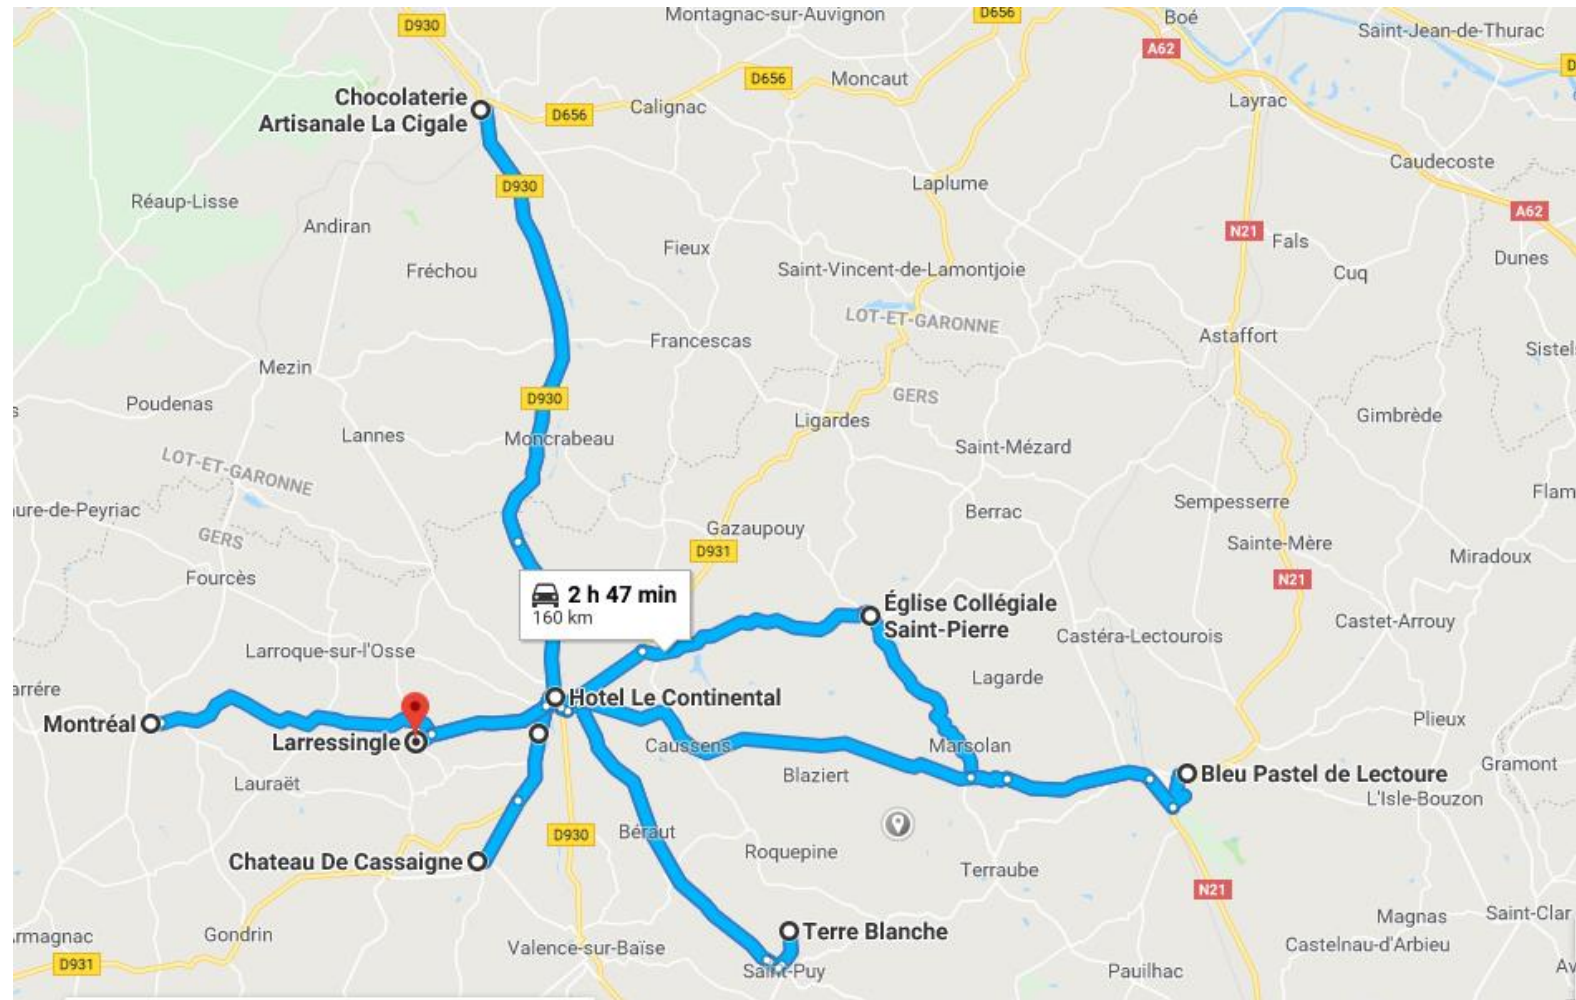 Montagnac-sur-Auvignon
D656
Boé
D930
Saint-Jean-de-Thurac
A62
D656
Moncaut
Chocolaterie
Artisanale La Cigale
D656
Calignac
Layrac
Caudecoste
D930
Réaup-Lisse
Laplume
A62
Andiran
N21
Fals
Fieux
Dunes
Fréchou
Saint-Vincent-de-Lamontjoie
Cuq
LOT-ET-GARONNE
Francescas
Astaffort
Sistel
Mezin
GERS
D930
Poudenas
Ligardes
Gimbrède
Lannes
Moncrabeau
Saint-Mézard
LOT-ET-GARONNE
Flam
ure-de-Peyriac
Berrac
Sempesserre
Gazaupouy
GERS
D931
Sainte-Mère
Miradoux
Fourcès
N21
2 h 47 min
160 km
Église Collégiale
Saint-Pierre
Castet-Arrouy
Castéra-Lectourois
Larroque-sur-l'Osse
Lagarde
arrére
Hotel Le Continental
Montréal
Plieux
Larressingle
Caussens
Marsolan
Gramont
Blaziert
Bleu Pastel de Lectoure
Lauraët
L'Isle-Bouzon
D930
Béraut
Roquepine
Chateau De Cassaigne
Terraube
N21
Saint-Clar
Magnas
rmagnac
Gondrin
Terre Blanche
Valence-sur-Baïse
Castelnau-d'Arbieu
D931
Saint-Puy
Pauilhac
Av